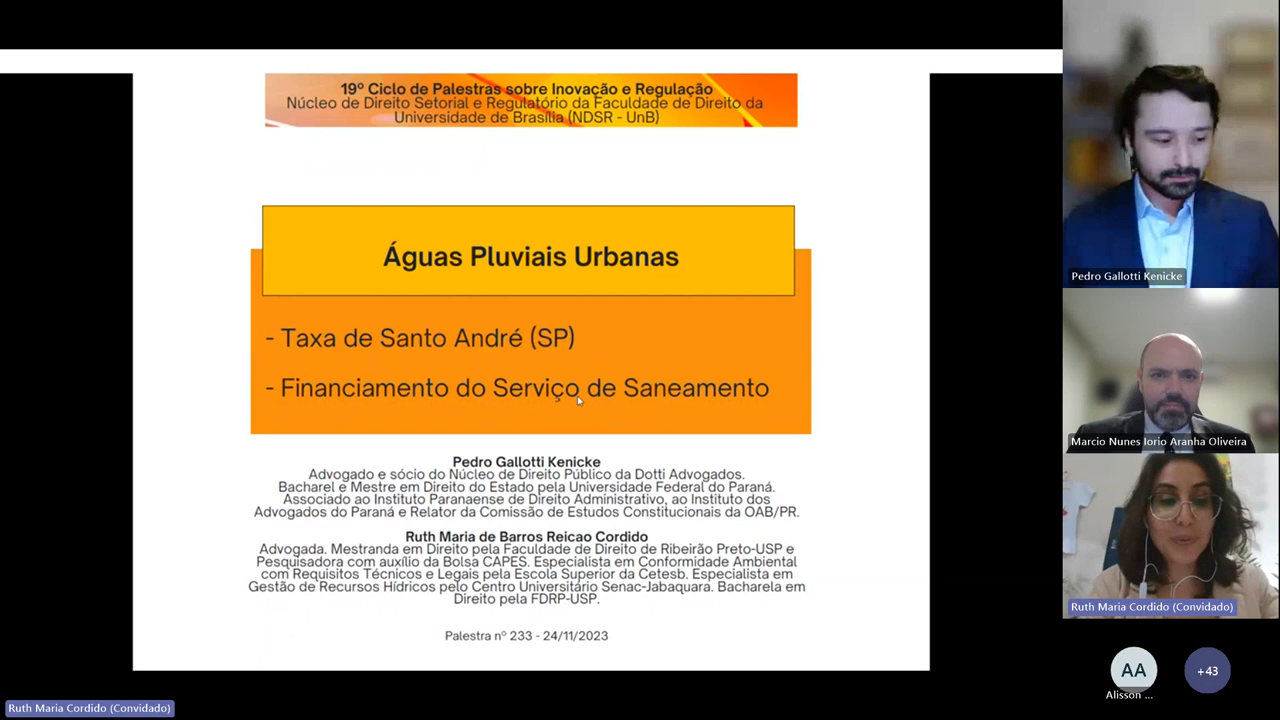 19º Ciclo de Palestras sobre Inovação e Regulação
Núcleo de Direito Setorial e Regulatório da Faculdade de Direito da
Universidade de Brasília (NDSR - UnB)
Águas Pluviais Urbanas
- Taxa de Santo André (SP)
- Financiamento do Serviço de Saneamento
Pedro Gallotti Kenicke
Advogado e sócio do Núcleo de Direito Público da Dotti Advogados.
Bacharel e Mestre em Direito do Estado pela Universidade Federal do Paraná.
Associado ao Instituto Paranaense de Direito Administrativo, ao Instituto dos
Advogados do Paraná e Relator da Comissão de Estudos Constitucionais da OAB/PR.
Ruth Maria de Barros Reicao Cordido
Advogada. Mestranda em Direito pela Faculdade de Direito de Ribeirão Preto-USP e
Pesquisadora com auxílio da Bolsa CAPES. Especialista em Conformidade Ambiental
com Requisitos Técnicos e Legais pela Escola Superior da Cetesb. Especialista em
Gestão de Recursos Hídricos pelo Centro Universitário Senac-Jabaquara. Bacharela em
Direito pela FDRP-USP.
Palestra nº 233 - 24/11/2023
Pedro Gallotti Kenicke
Marcio Nunes Iorio Aranha Oliveira
Ruth Maria Cordido (Convidado)
AA
+43
Alisson ...
Ruth Maria Cordido (Convidado)